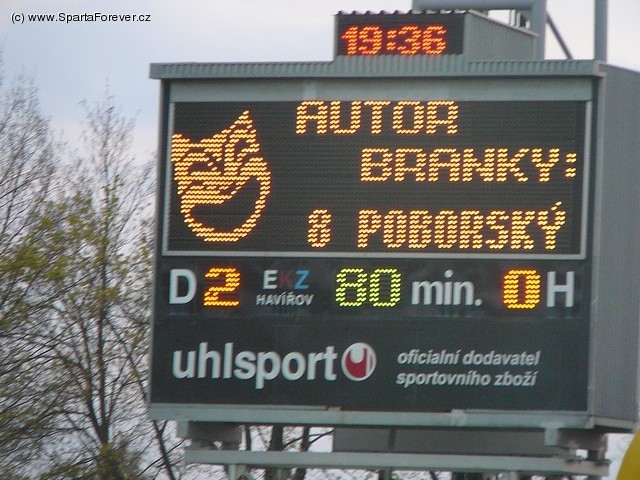 (c) www.SpartaForever.cz
19:36
AUTOR
BRANKY:
8 POBORSKÝ
D 2 EKZ HAVÍŘOV 80 min. 0 H
uhlsport
oficialní dodavatel
sportovního zboží